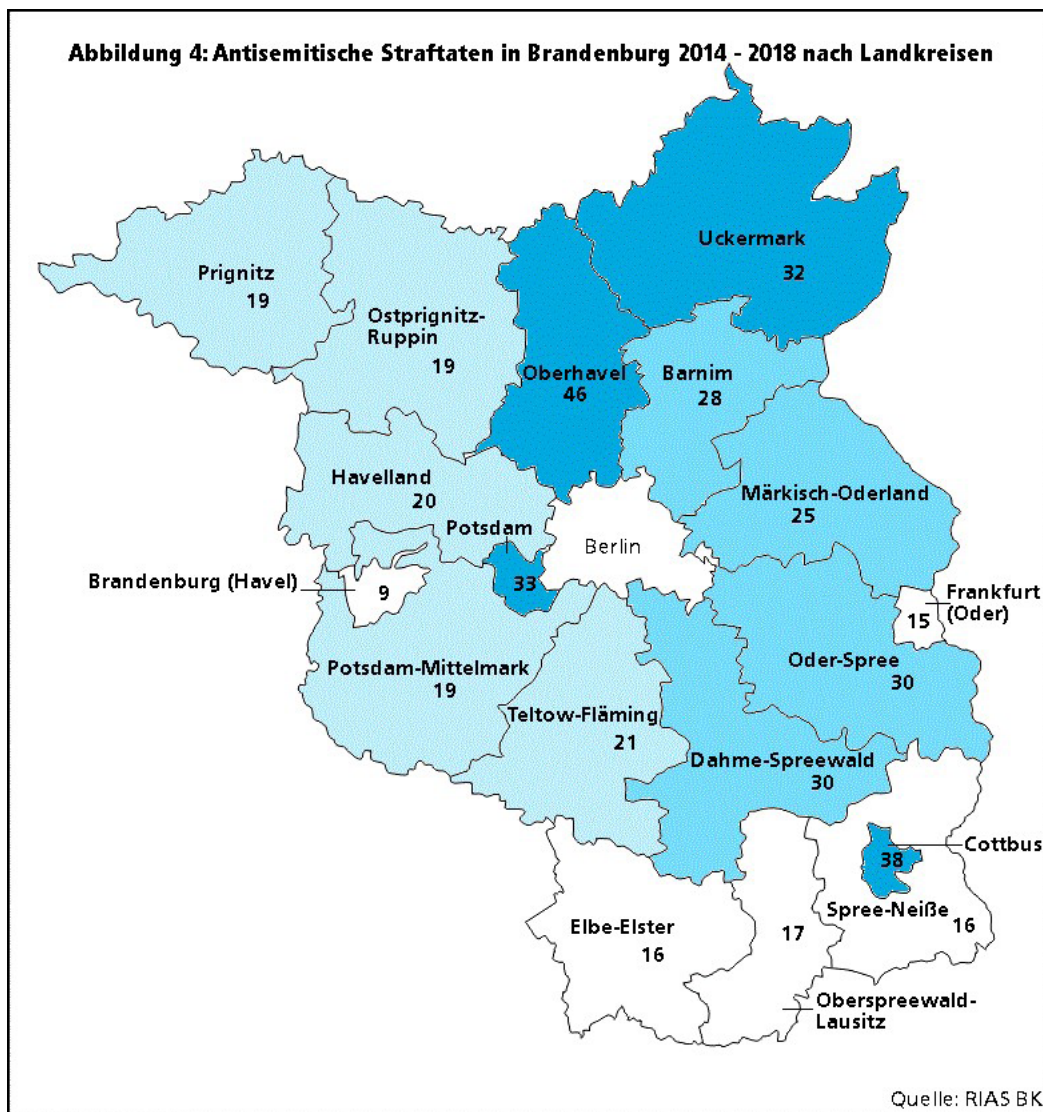 Abbildung 4: Antisemitische Straftaten in Brandenburg 2014 - 2018 nach Landkreisen
Uckermark
32
Prignitz
19
Ostprignitz-
Ruppin
19
Oberhavel
46
Barnim
28
Havelland
20
Märkisch-Oderland
25
Potsdam
33
Berlin
Brandenburg (Havel)
9
Frankfurt
(Oder)
15
Potsdam-Mittelmark
19
Oder-Spree
30
Teltow-Fläming
21
Dahme-Spreewald
30
Cottbus
38
Spree-Neiße
16
Elbe-Elster
16
17
Oberspreewald-
Lausitz
Quelle: RIAS BK